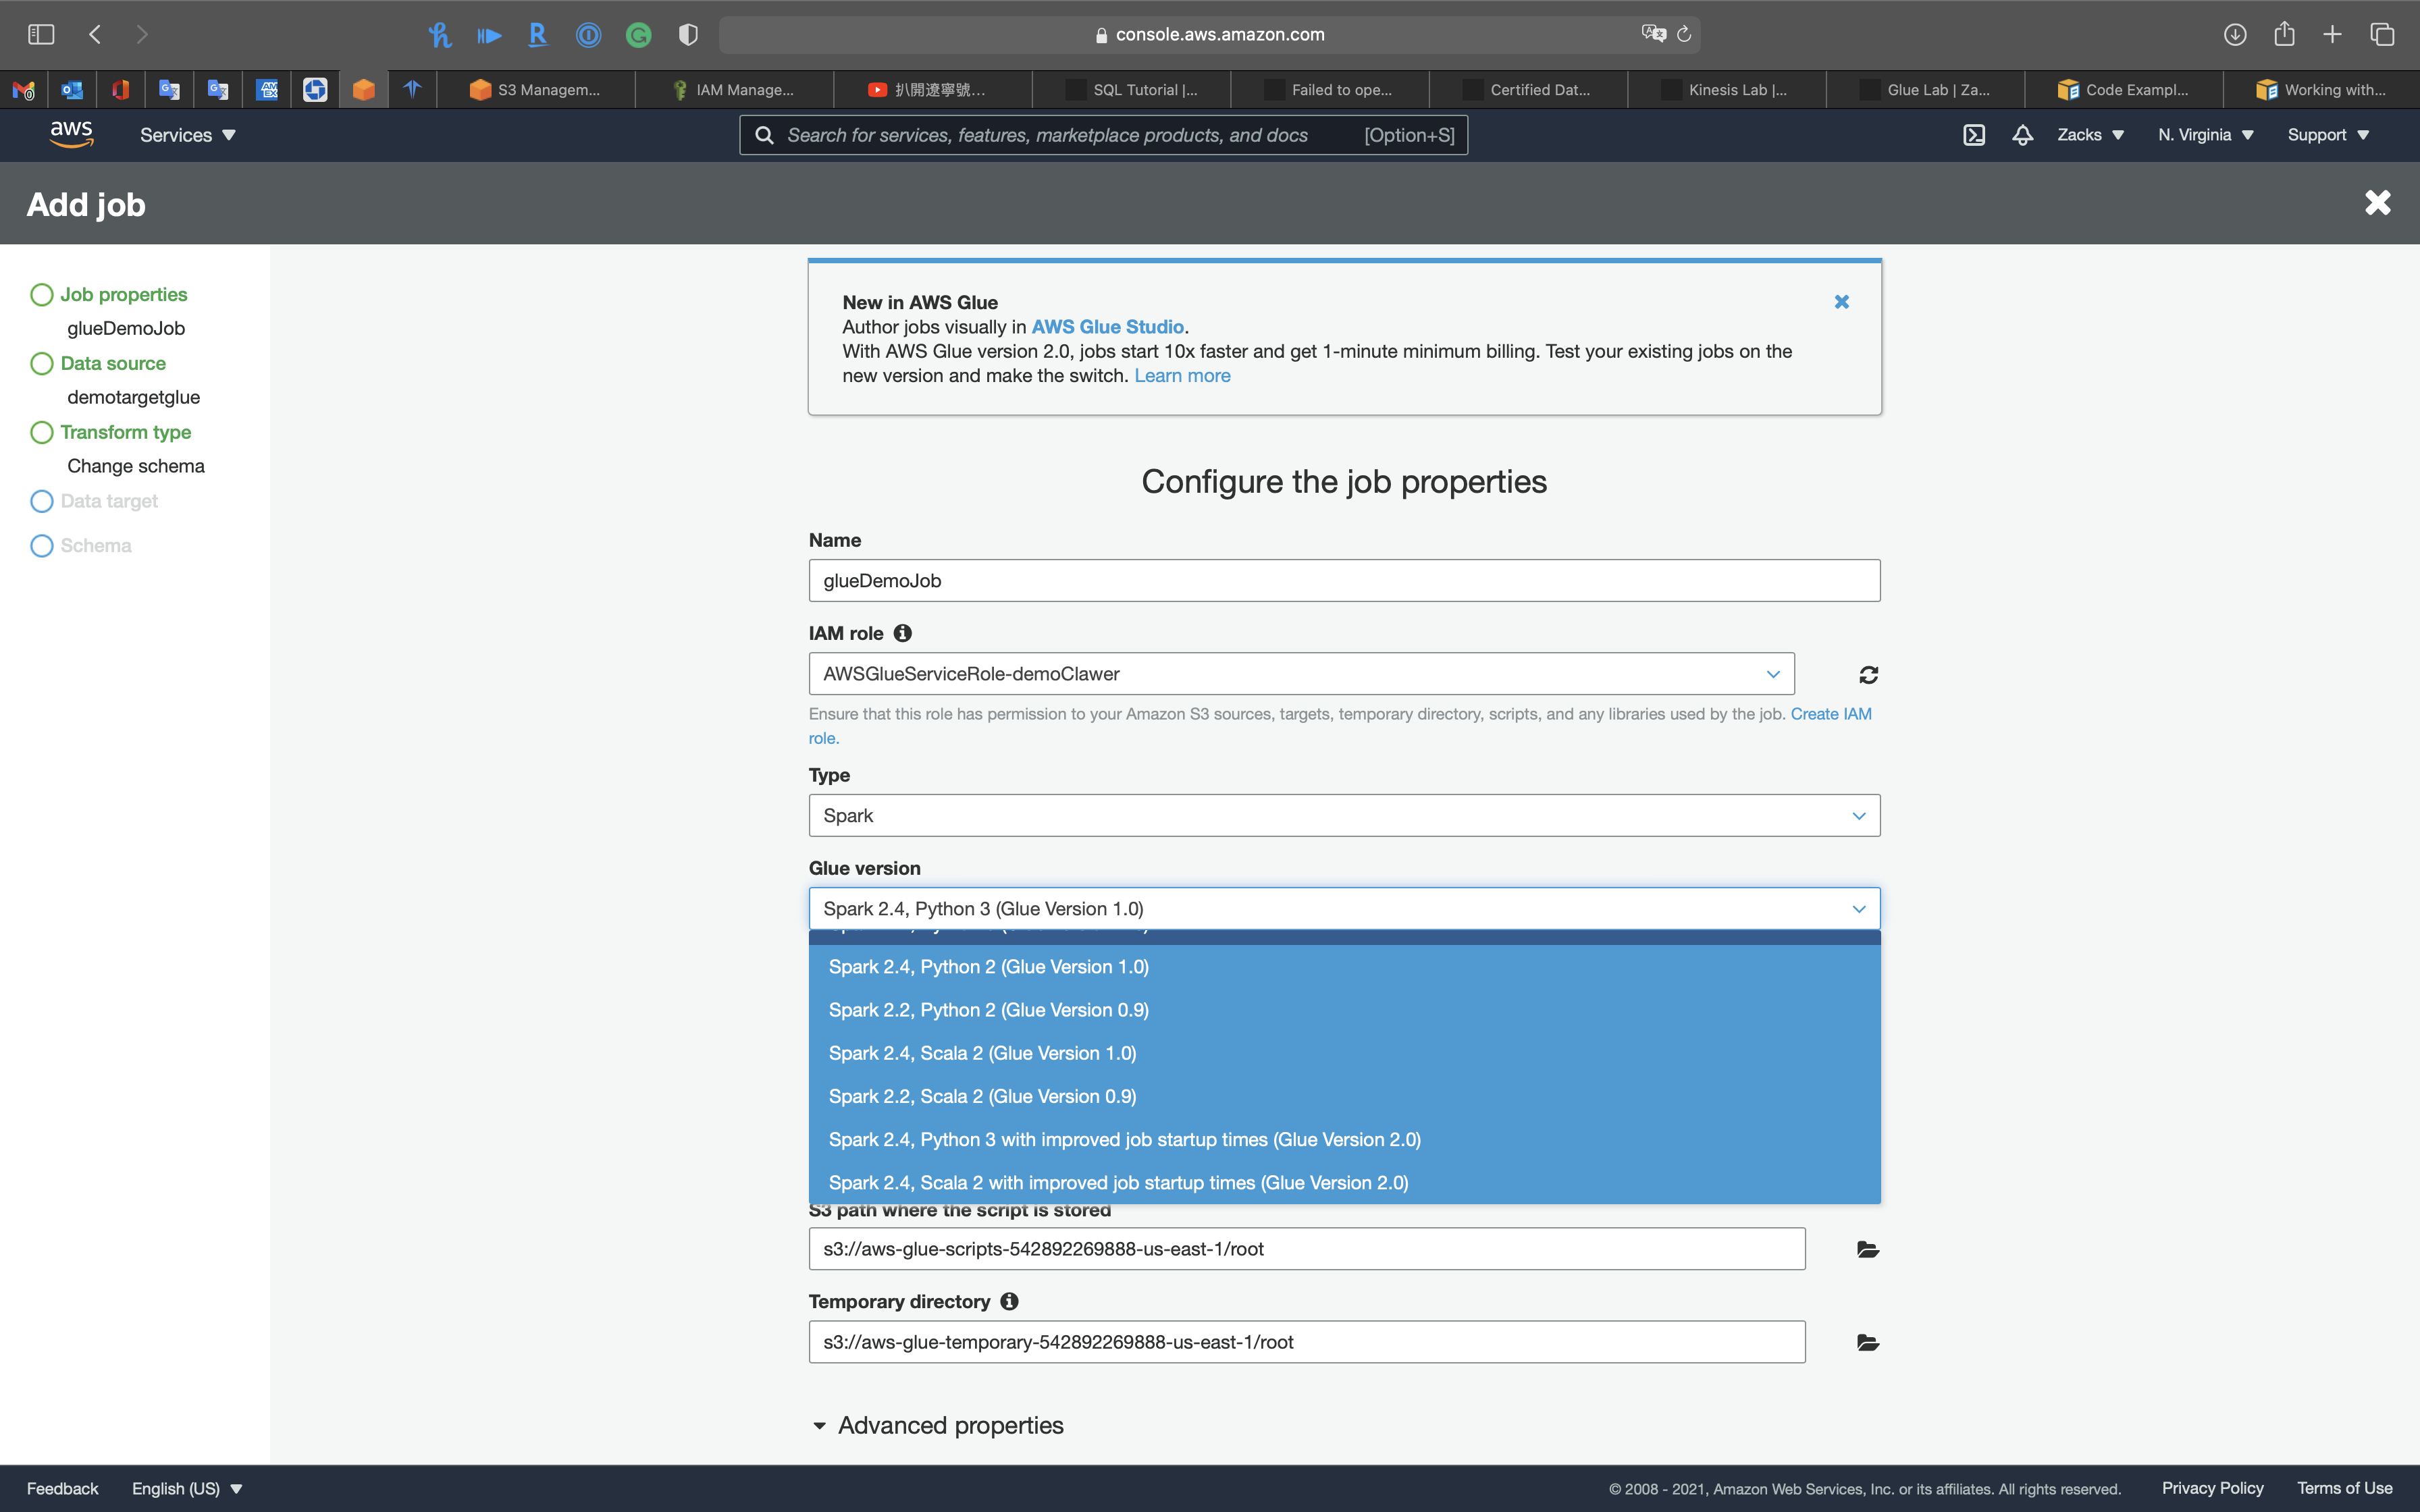 console.aws.amazon.com
S3 Managem...
IAM Manage...
扒開遼寧號...
SQL Tutorial |...
Failed to ope...
Certified Dat...
Kinesis Lab |...
Glue Lab | Za...
Code Exampl...
Working with...
aws
Services
Search for services, features, marketplace products, and docs [Option+S]
Zacks
N. Virginia
Support
Add job
Job properties
glueDemoJob
Data source
demotargetglue
Transform type
Change schema
Data target
Schema
New in AWS Glue
Author jobs visually in AWS Glue Studio.
With AWS Glue version 2.0, jobs start 10x faster and get 1-minute minimum billing. Test your existing jobs on the
new version and make the switch. Learn more
Configure the job properties
Name
glueDemoJob
IAM role
AWSGlueServiceRole-demoClawer
Ensure that this role has permission to your Amazon S3 sources, targets, temporary directory, scripts, and any libraries used by the job. Create IAM
role.
Type
Spark
Glue version
Spark 2.4, Python 3 (Glue Version 1.0)
Spark 2.4, Python 2 (Glue Version 1.0)
Spark 2.2, Python 2 (Glue Version 0.9)
Spark 2.4, Scala 2 (Glue Version 1.0)
Spark 2.2, Scala 2 (Glue Version 0.9)
Spark 2.4, Python 3 with improved job startup times (Glue Version 2.0)
Spark 2.4, Scala 2 with improved job startup times (Glue Version 2.0)
S3 path where the script is stored
s3://aws-glue-scripts-542892269888-us-east-1/root
Temporary directory
s3://aws-glue-temporary-542892269888-us-east-1/root
Advanced properties
Feedback
English (US)
© 2008 - 2021, Amazon Web Services, Inc. or its affiliates. All rights reserved.
Privacy Policy
Terms of Use